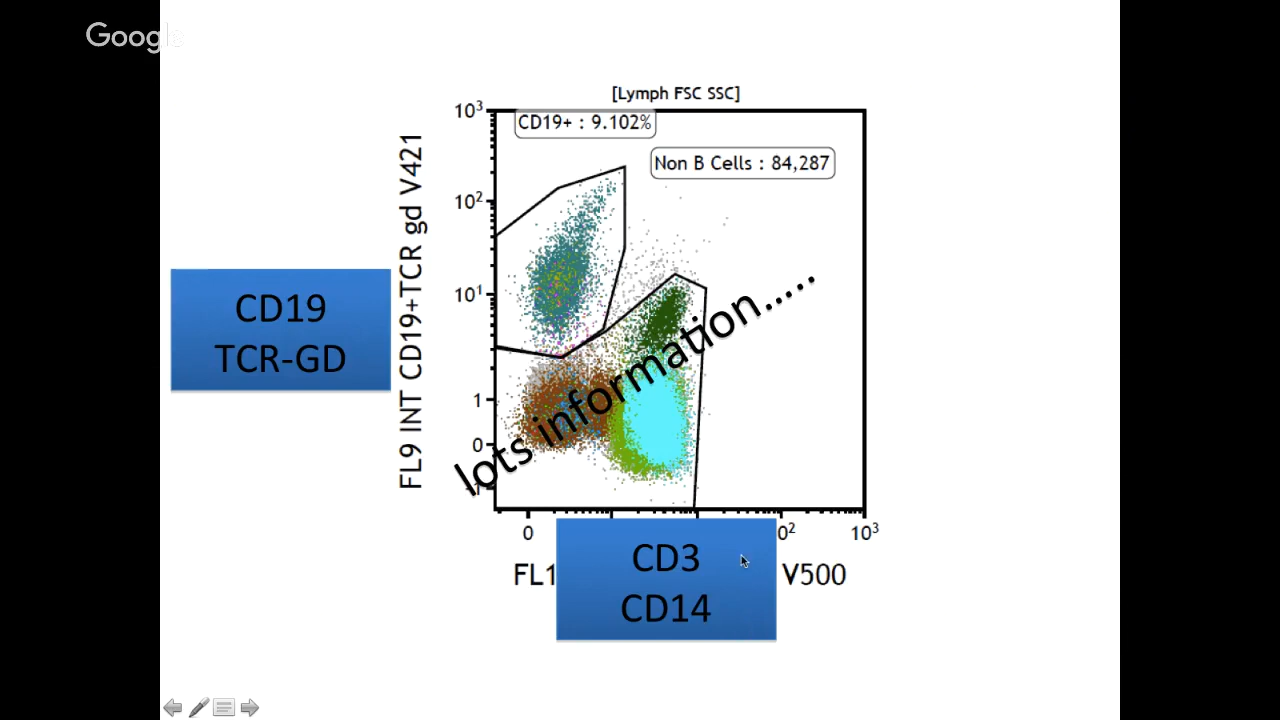 Google
[Lymph FSC SSC]
10³
CD19+ : 9.102%
Non B Cells : 84,287
10²
10¹
1
0
-1
FL9 INT CD19+TCR gd V421
CD19
TCR-GD
lots information.....
0
0²
10³
FL1
V500
CD3
CD14